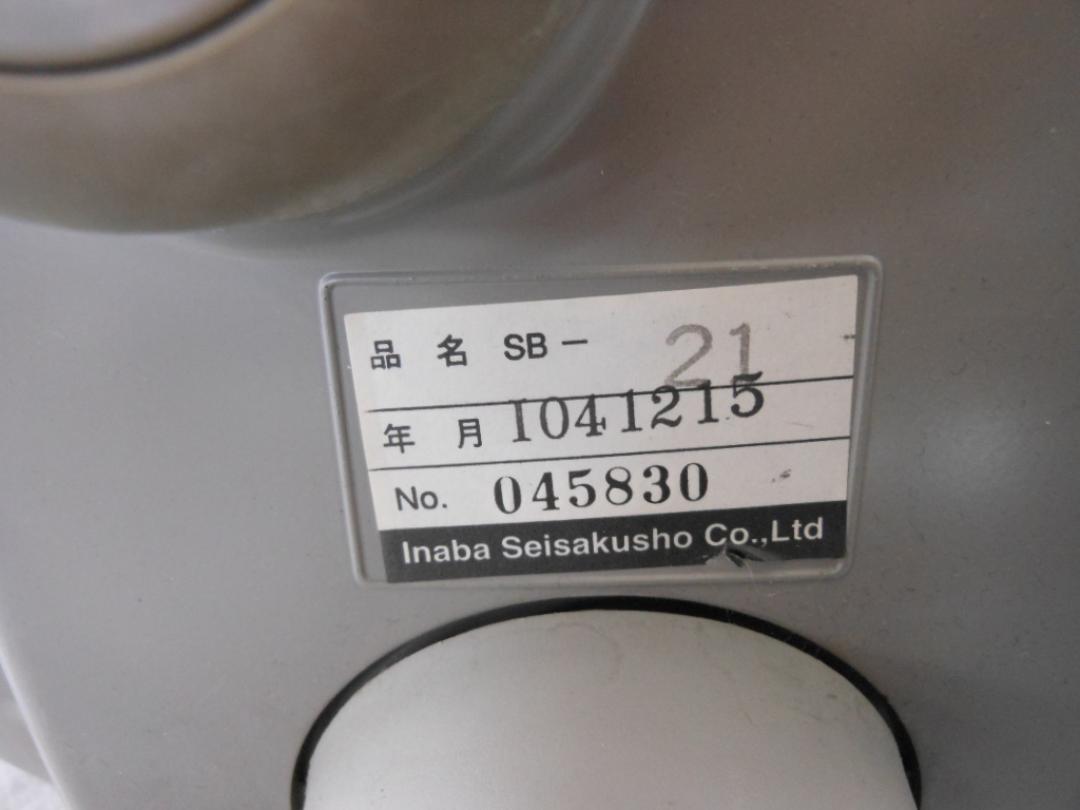 品 名 SB- 21
年 月 1041215
No. 045830
Inaba Seisakusho Co.,Ltd